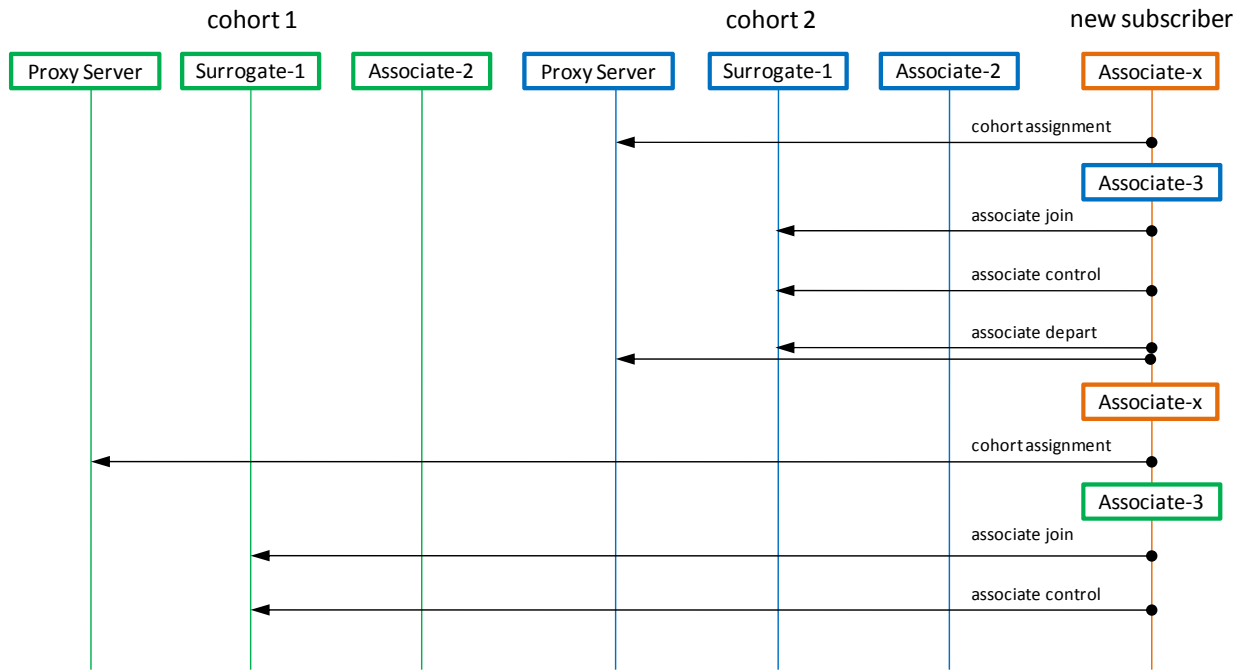 cohort 1
cohort 2
new subscriber
Proxy Server
Surrogate-1
Associate-2
Proxy Server
Surrogate-1
Associate-2
Associate-x
cohort assignment
Associate-3
associate join
associate control
associate depart
Associate-x
cohort assignment
Associate-3
associate join
associate control